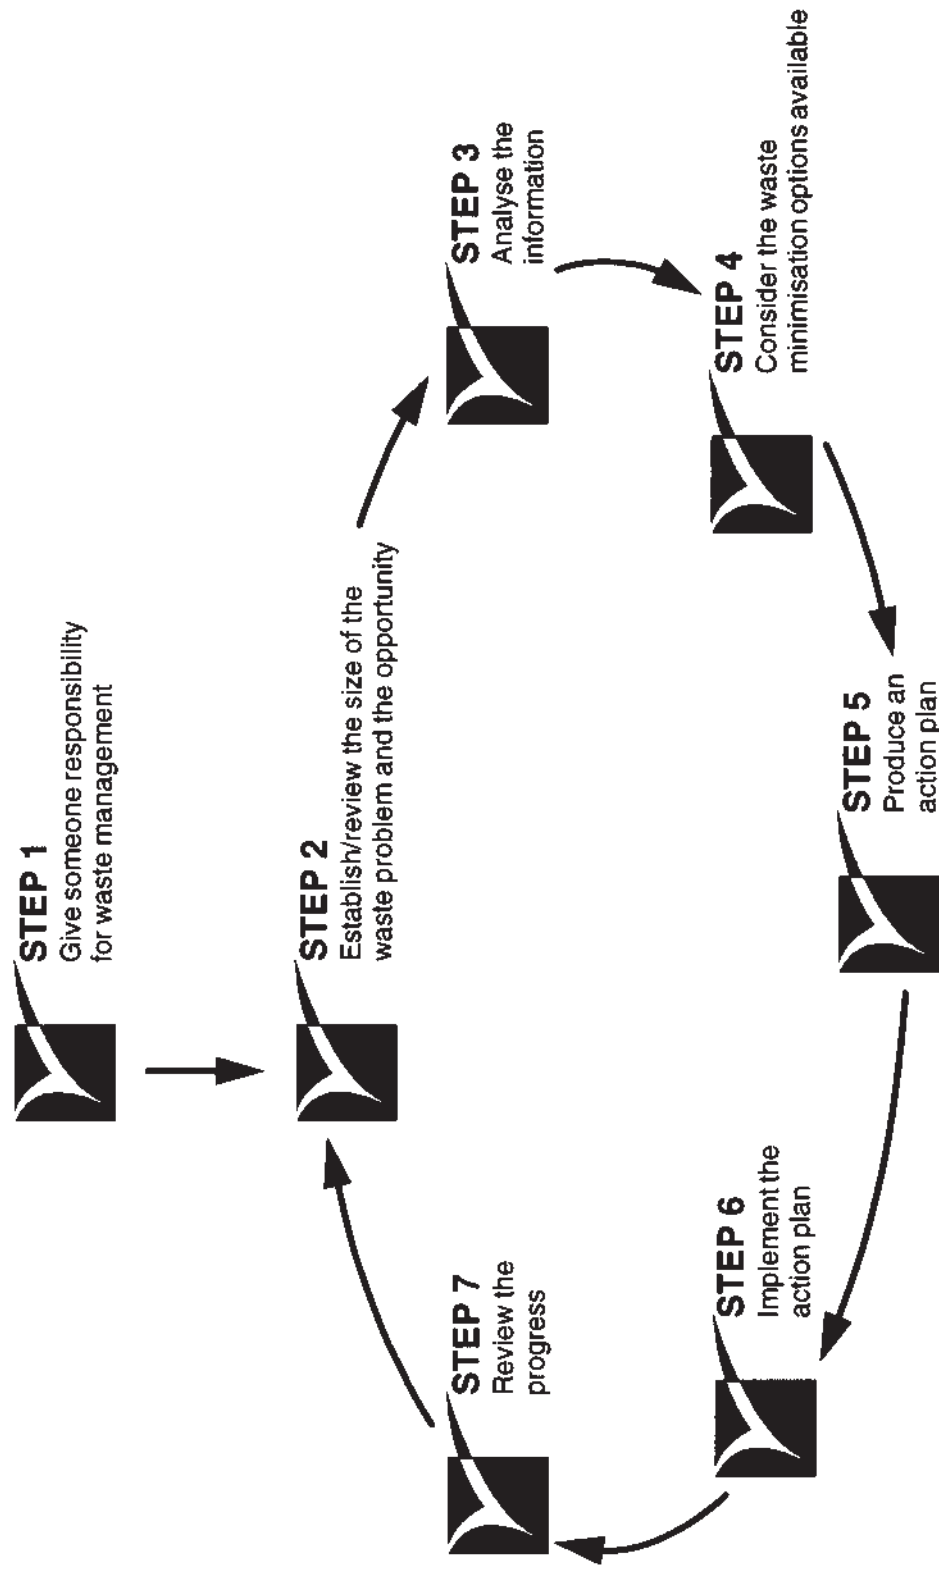 STEP 1
Give someone responsibility
for waste management
STEP 2
Establish/review the size of the
waste problem and the opportunity
STEP 3
Analyse the
information
STEP 4
Consider the waste
minimisation options available
STEP 5
Produce an
action plan
STEP 6
Implement the
action plan
STEP 7
Review the
progress